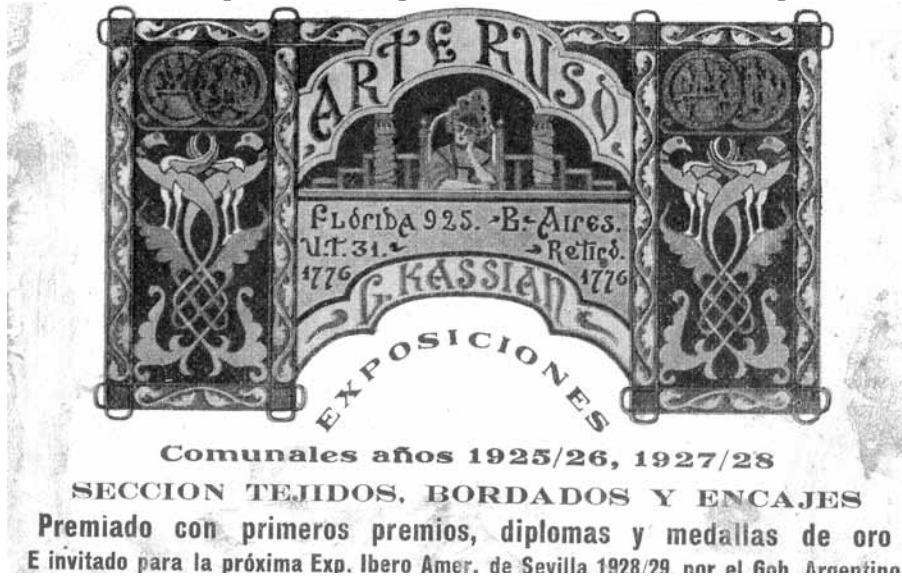 ARTE RUSO
FLóRIDA 925. - B-AIRES.
U.T. 31. - RETIRÓ.
1776 1776
G. KASSIAN
EXPOSICIONES
Comunales años 1925/26, 1927/28
SECCION TEJIDOS, BORDADOS Y ENCAJES
Premiado con primeros premios, diplomas y medallas de oro
E invitado para la próxima Exp. Ibero Amer. de Sevilla 1928/29, por el Gob. Argentino